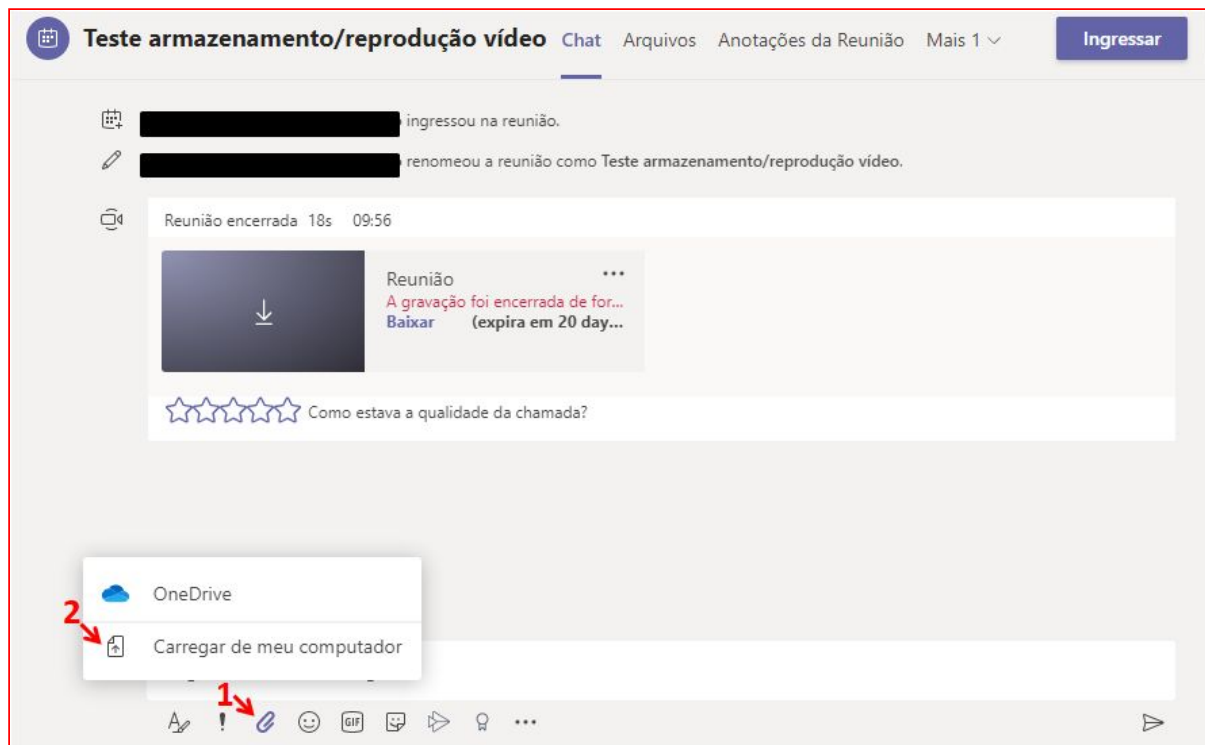 Teste armazenamento/reprodução vídeo Chat Arquivos Anotações da Reunião Mais 1 Ingressar
ingressou na reunião.
renomeou a reunião como Teste armazenamento/reprodução vídeo.
Reunião encerrada 18s 09:56
Reunião ...
A gravação foi encerrada de for...
Baixar (expira em 20 day...
Como estava a qualidade da chamada?
OneDrive
2
Carregar de meu computador
1
GIF